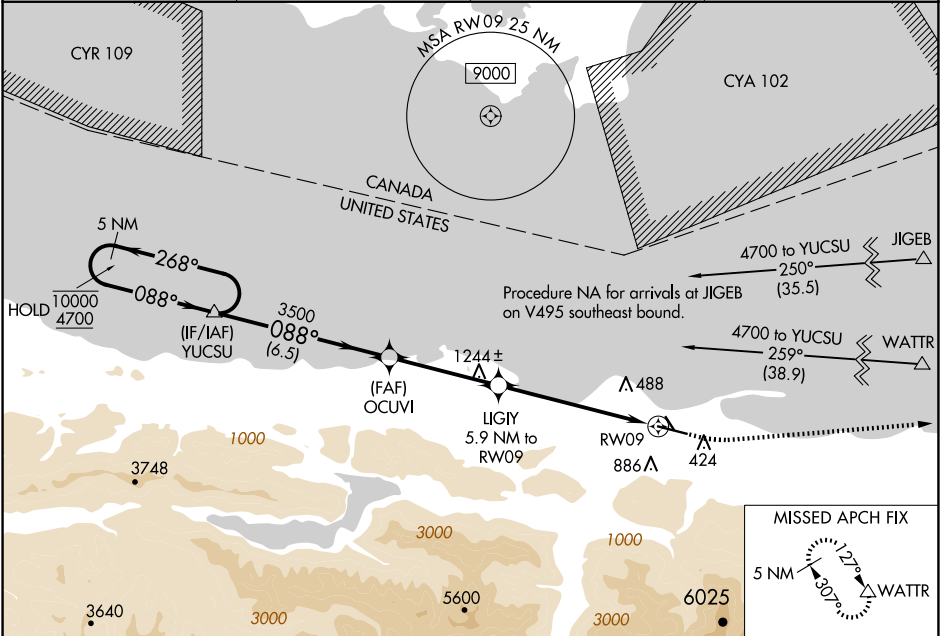 CYR 109
MSA RW09 25 NM
9000
CYA 102
CANADA
UNITED STATES
5 NM
268°
088°
HOLD
10000
4700
(IF/IAF)
YUCSU
3500
088°
(6.5)
4700 to YUCSU
250°
(35.5)
JIGEB
Procedure NA for arrivals at JIGEB
on V495 southeast bound.
4700 to YUCSU
259°
(38.9)
WATTR
(FAF)
OCUVI
1244 ±
LIGIY
5.9 NM to
RW09
488
RW09
886
424
1000
3748
3000
1000
3640
3000
5600
3000
6025
MISSED APCH FIX
5 NM
127°
307°
WATTR